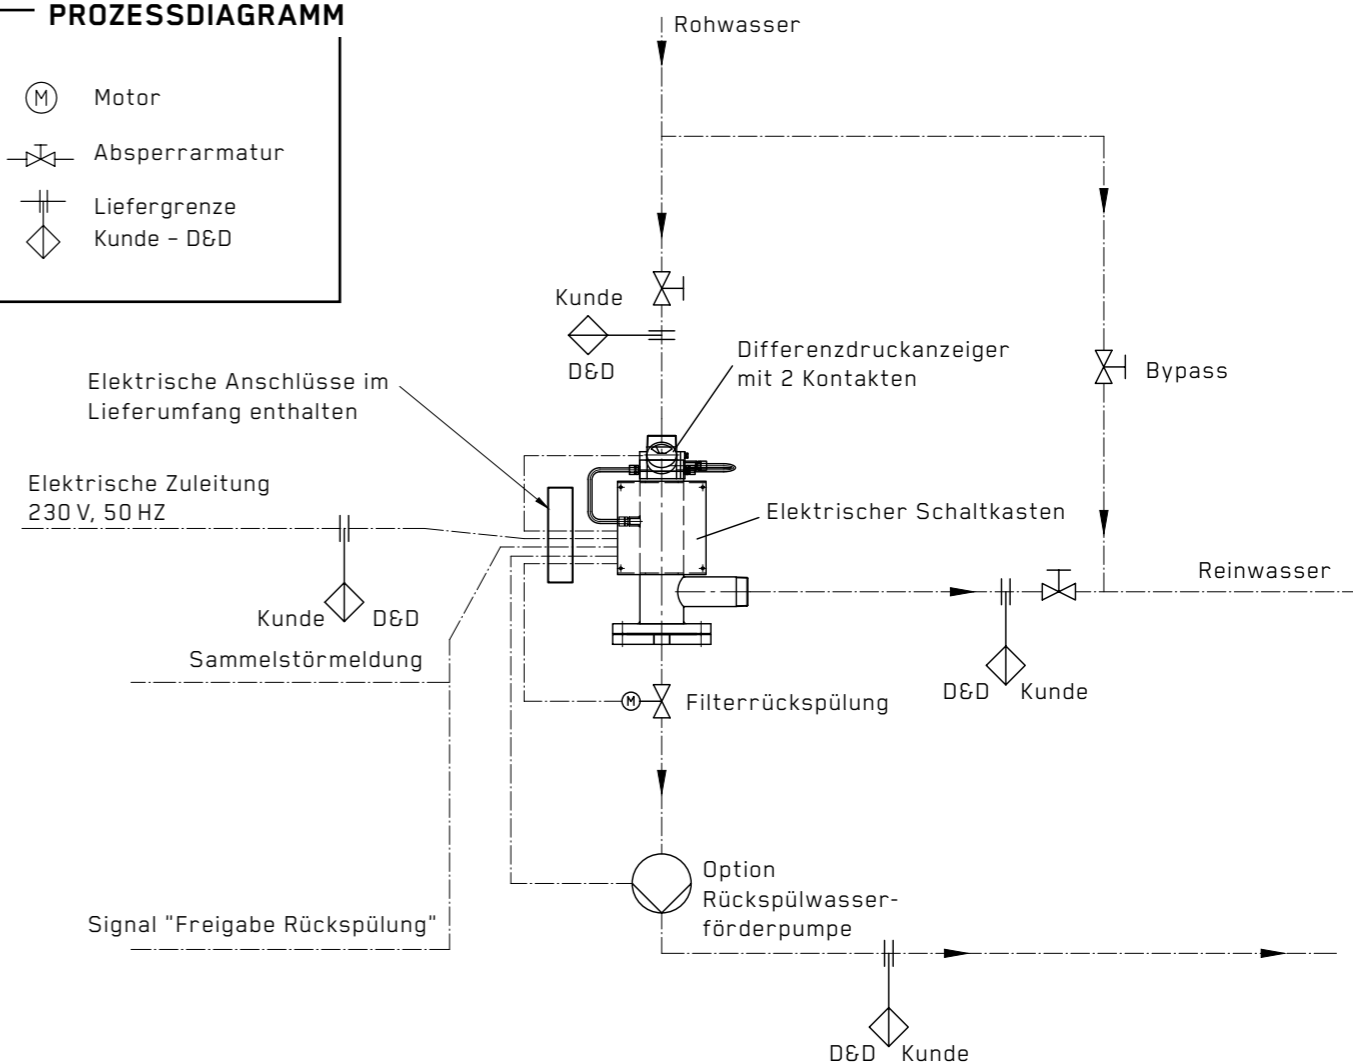 PROZESSDIAGRAMM
M Motor
Absperrarmatur
Liefergrenze
Kunde - D&D
Rohwasser
Kunde
D&D
Differenzdruckanzeiger
mit 2 Kontakten
Bypass
Elektrische Anschlüsse im
Lieferumfang enthalten
Elektrische Zuleitung
230 V, 50 HZ
Elektrischer Schaltkasten
Reinwasser
Kunde D&D
Sammelstörmeldung
D&D Kunde
M
Filterrückspülung
Option
Rückspülwasser-
förderpumpe
Signal "Freigabe Rückspülung"
D&D Kunde